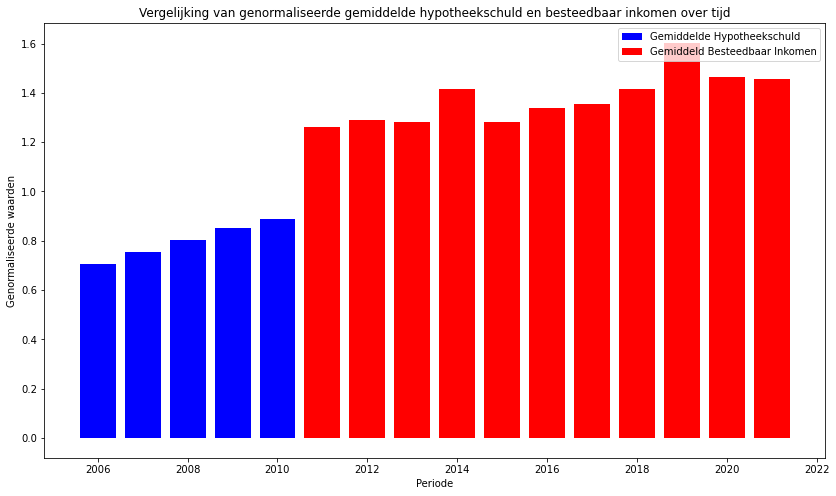 Vergelijking van genormaliseerde gemiddelde hypotheekschuld en besteedbaar inkomen over tijd
Gemiddelde Hypotheekschuld
Gemiddeld Besteedbaar Inkomen
Genormaliseerde waarden
1.6
1.4
1.2
1.0
0.8
0.6
0.4
0.2
0.0
2006 2008 2010 2012 2014 2016 2018 2020 2022
Periode